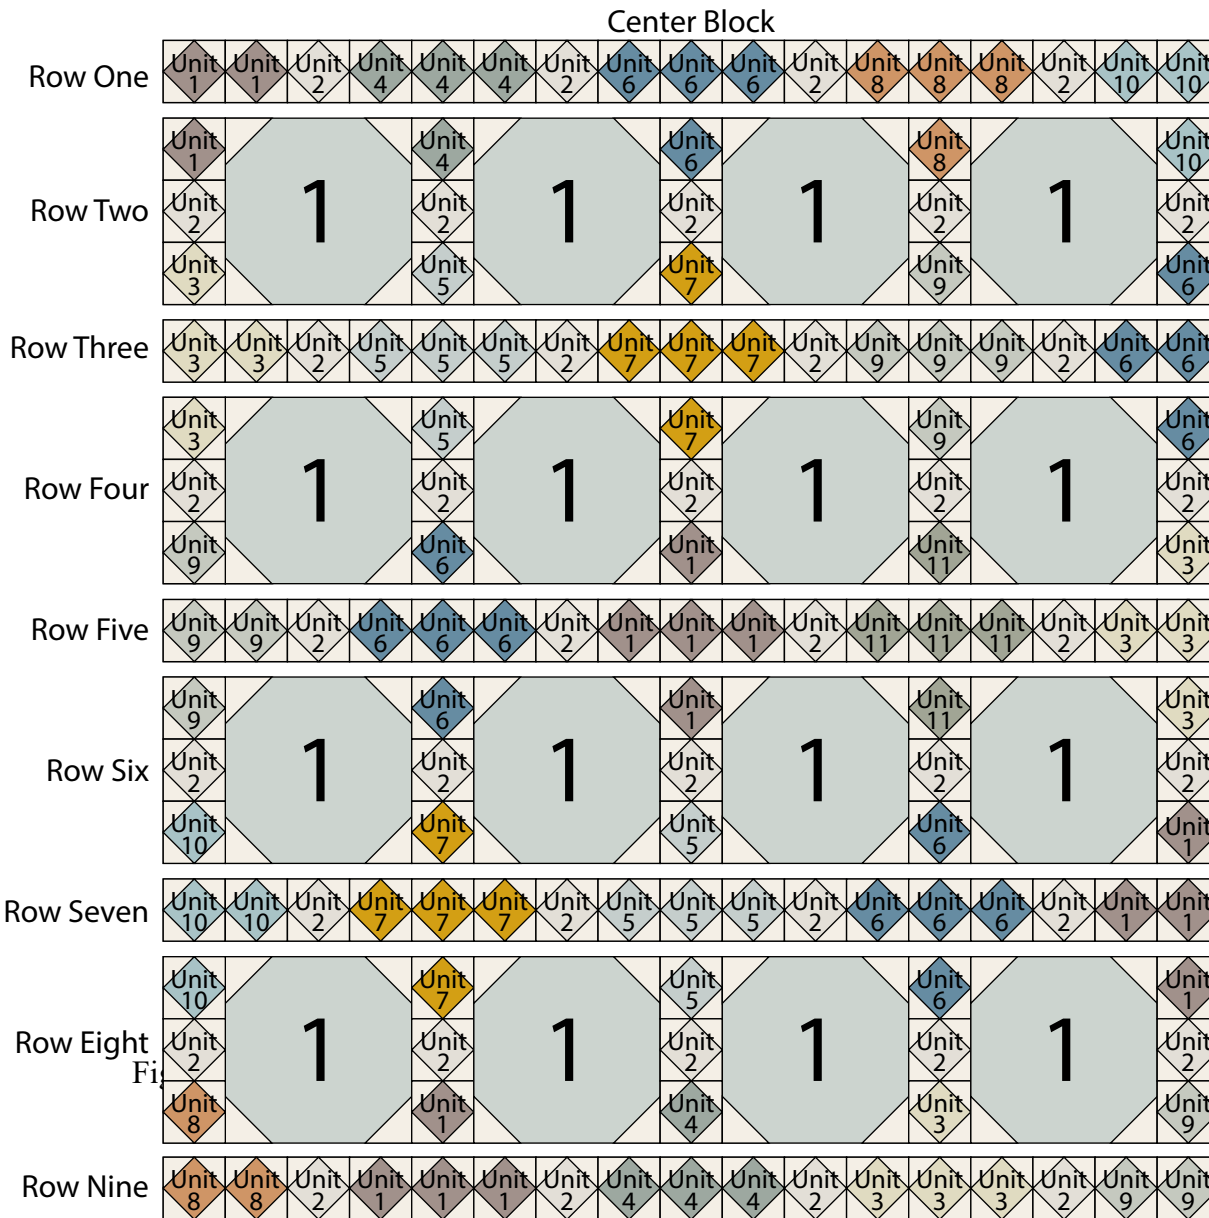 Center Block
Row One Unit 1 Unit 1 Unit 2 Unit 4 Unit 4 Unit 4 Unit 2 Unit 6 Unit 6 Unit 6 Unit 2 Unit 8 Unit 8 Unit 8 Unit 2 Unit 10 Unit 10
Unit 1 Unit 4 Unit 6 Unit 8 Unit 10
Row Two Unit 2 1 Unit 2 1 Unit 2 1 Unit 2 1 Unit 2
Unit 3 Unit 5 Unit 7 Unit 9 Unit 6
Row Three Unit 3 Unit 3 Unit 2 Unit 5 Unit 5 Unit 5 Unit 2 Unit 7 Unit 7 Unit 7 Unit 2 Unit 9 Unit 9 Unit 9 Unit 2 Unit 6 Unit 6
Unit 3 Unit 5 Unit 7 Unit 9 Unit 6
Row Four Unit 2 1 Unit 2 1 Unit 2 1 Unit 2 1 Unit 2
Unit 9 Unit 6 Unit 1 Unit 11 Unit 3
Row Five Unit 9 Unit 9 Unit 2 Unit 6 Unit 6 Unit 6 Unit 2 Unit 1 Unit 1 Unit 1 Unit 2 Unit 11 Unit 11 Unit 11 Unit 2 Unit 3 Unit 3
Unit 9 Unit 6 Unit 1 Unit 11 Unit 3
Row Six Unit 2 1 Unit 2 1 Unit 2 1 Unit 2 1 Unit 2
Unit 10 Unit 7 Unit 5 Unit 6 Unit 1
Row Seven Unit 10 Unit 10 Unit 2 Unit 7 Unit 7 Unit 7 Unit 2 Unit 5 Unit 5 Unit 5 Unit 2 Unit 6 Unit 6 Unit 6 Unit 2 Unit 1 Unit 1
Unit 10 Unit 7 Unit 5 Unit 6 Unit 1
Row Eight Unit 2 1 Unit 2 1 Unit 2 1 Unit 2 1 Unit 2
Unit 8 Unit 1 Unit 4 Unit 3 Unit 9
Row Nine Unit 8 Unit 8 Unit 2 Unit 1 Unit 1 Unit 1 Unit 2 Unit 4 Unit 4 Unit 4 Unit 2 Unit 3 Unit 3 Unit 3 Unit 2 Unit 9 Unit 9